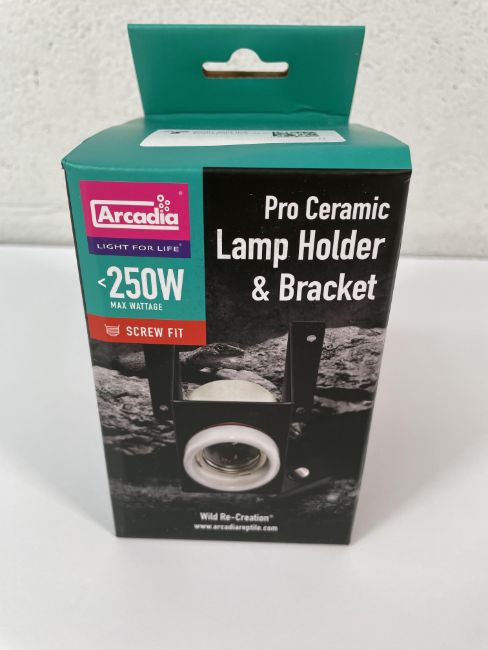 Arcadia
LIGHT FOR LIFE
<250W
MAX WATTAGE
SCREW FIT
Pro Ceramic
Lamp Holder
& Bracket
Wild Re-Creation®
www.arcadiareptile.com